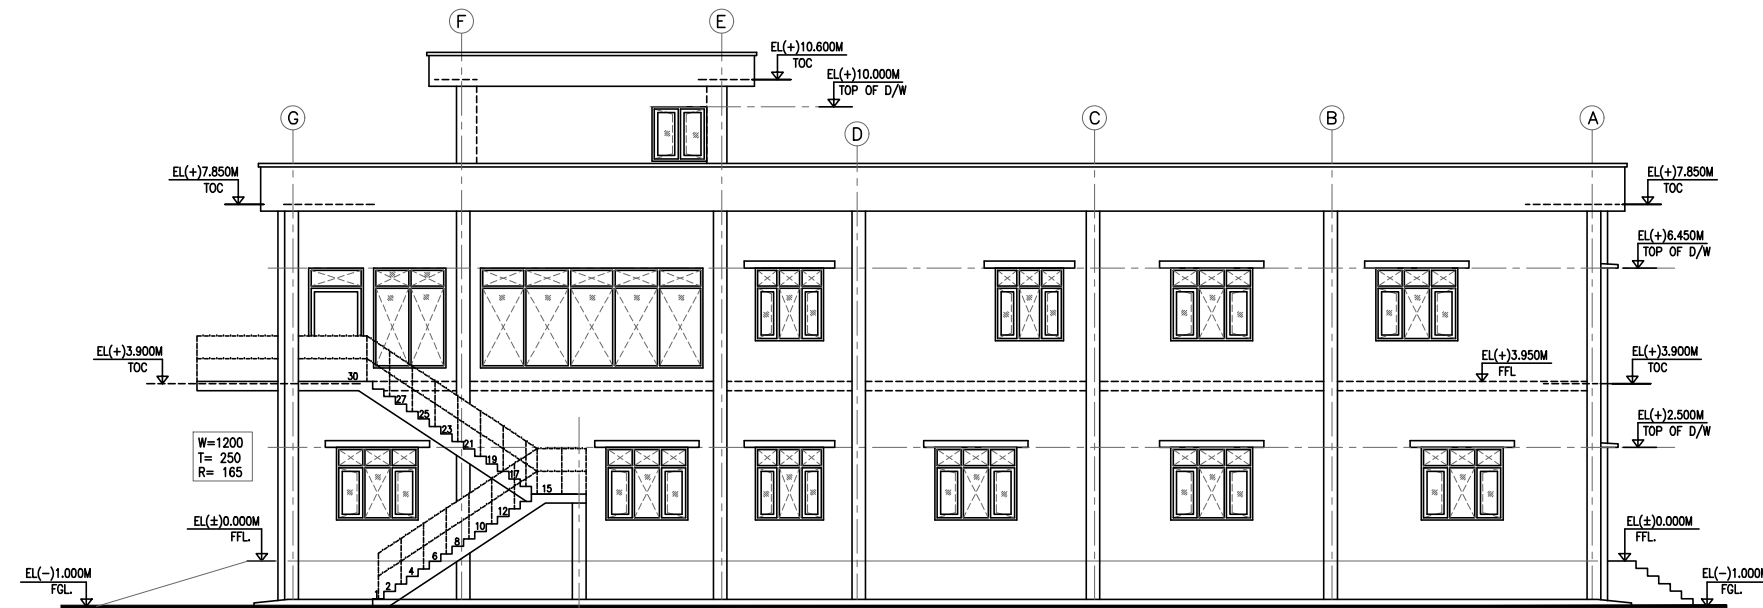 F
E
EL(+)10.600M
TOC
EL(+)10.000M
TOP OF D/W
G
D
C
B
A
EL(+)7.850M
TOC
EL(+)7.850M
TOC
EL(+)6.450M
TOP OF D/W
EL(+)3.900M
TOC
EL(+)3.950M
FFL
EL(+)3.900M
TOC
30
27
25
23
21
19
17
15
12
10
8
6
4
2
1
EL(+)2.500M
TOP OF D/W
W=1200
T= 250
R= 165
EL(±)0.000M
FFL.
EL(±)0.000M
FFL.
EL(-)1.000M
FGL.
EL(-)1.000M
FGL.